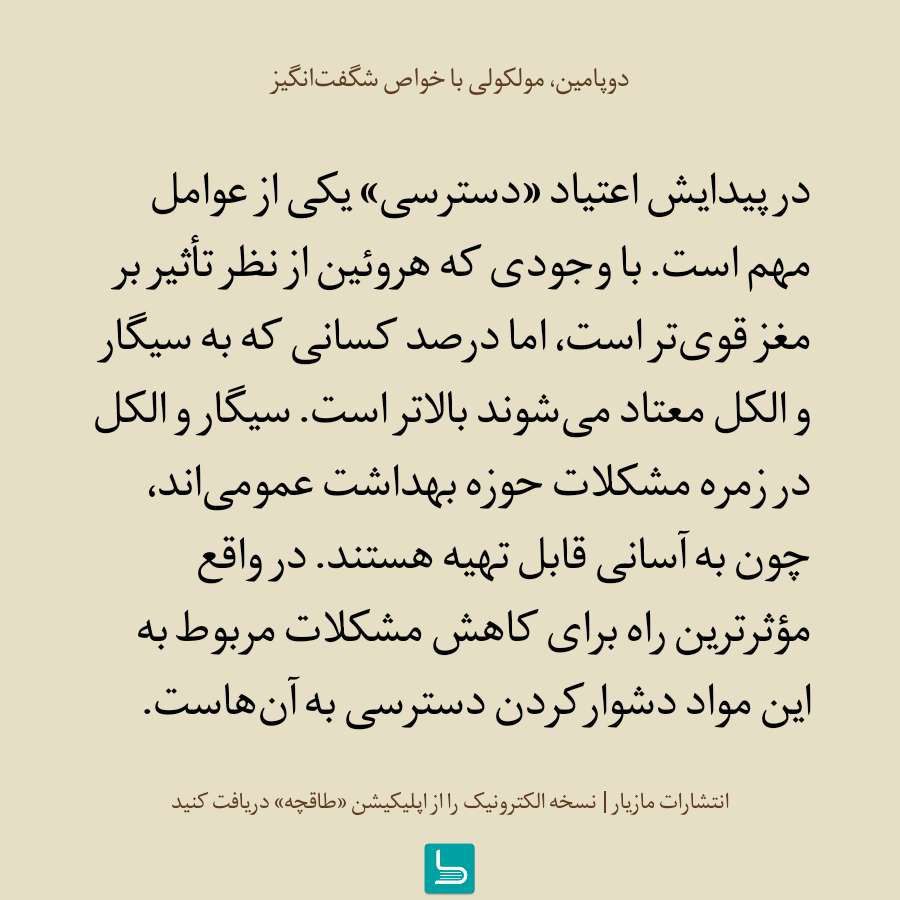 دوپامین، مولکولی با خواص شگفت‌انگیز
در پیدایش اعتیاد «دسترسی» یکی از عوامل
مهم است. با وجودی که هروئین از نظر تأثیر بر
مغز قوی‌تر است، اما درصد کسانی که به سیگار
و الکل معتاد می‌شوند بالاتر است. سیگار و الکل
در زمره مشکلات حوزه بهداشت عمومی‌اند،
چون به آسانی قابل تهیه هستند. در واقع
مؤثرترین راه برای کاهش مشکلات مربوط به
این مواد دشوار کردن دسترسی به آن‌هاست.
انتشارات مازیار | نسخه الکترونیک را از اپلیکیشن «طاقچه» دریافت کنید